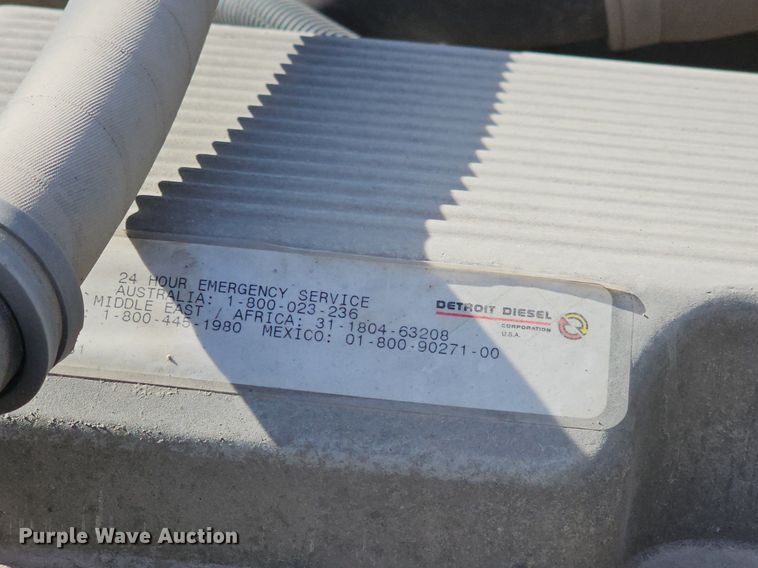 24 HOUR EMERGENCY SERVICE
AUSTRALIA: 1-800-023-236
MIDDLE EAST / AFRICA: 31-1804-63208
: 1-800-445-1980 MEXICO: 01-800-90271-00
1
DETROIT DIESEL
CORPORATION
U.S.A.
Purple Wave Auction